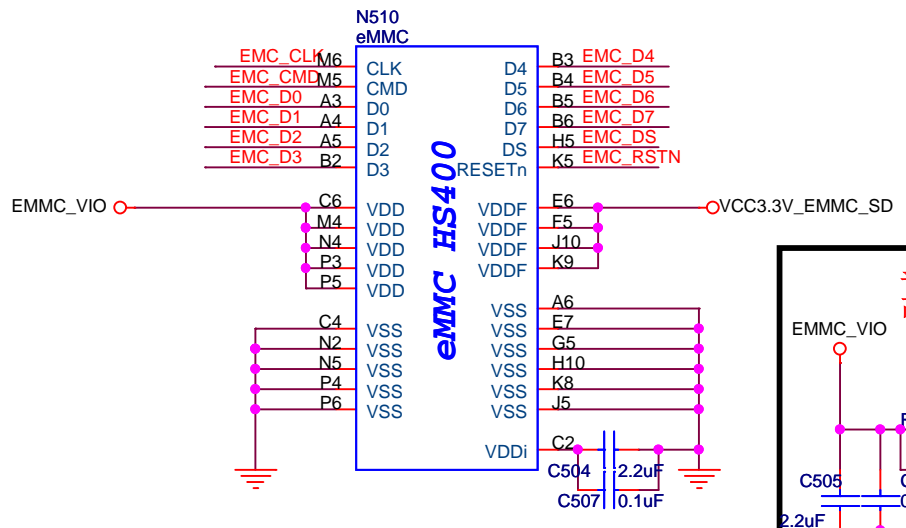 N510
eMMC
EMC_CLK M6 CLK D4 B3 EMC_D4
EMC_CMD M5 CMD D5 B4 EMC_D5
EMC_D0 A3 D0 D6 B5 EMC_D6
EMC_D1 A4 D1 D7 B6 EMC_D7
EMC_D2 A5 D2 DS H5 EMC_DS
EMC_D3 B2 D3 RESETn K5 EMC_RSTN
eMMC HS400
EMMC_VIO C6 VDD VDDF E6 VCC3.3V_EMMC_SD
M4 VDD VDDF F5
N4 VDD VDDF J10
P3 VDD VDDF K9
P5 VDD
VSS A6
C4 VSS VSS E7
N2 VSS VSS G5
N5 VSS VSS H10
P4 VSS VSS K8
P6 VSS VSS J5
VDDi C2
C504 2.2uF
C507 0.1uF
EMMC_VIO
C505
2.2uF